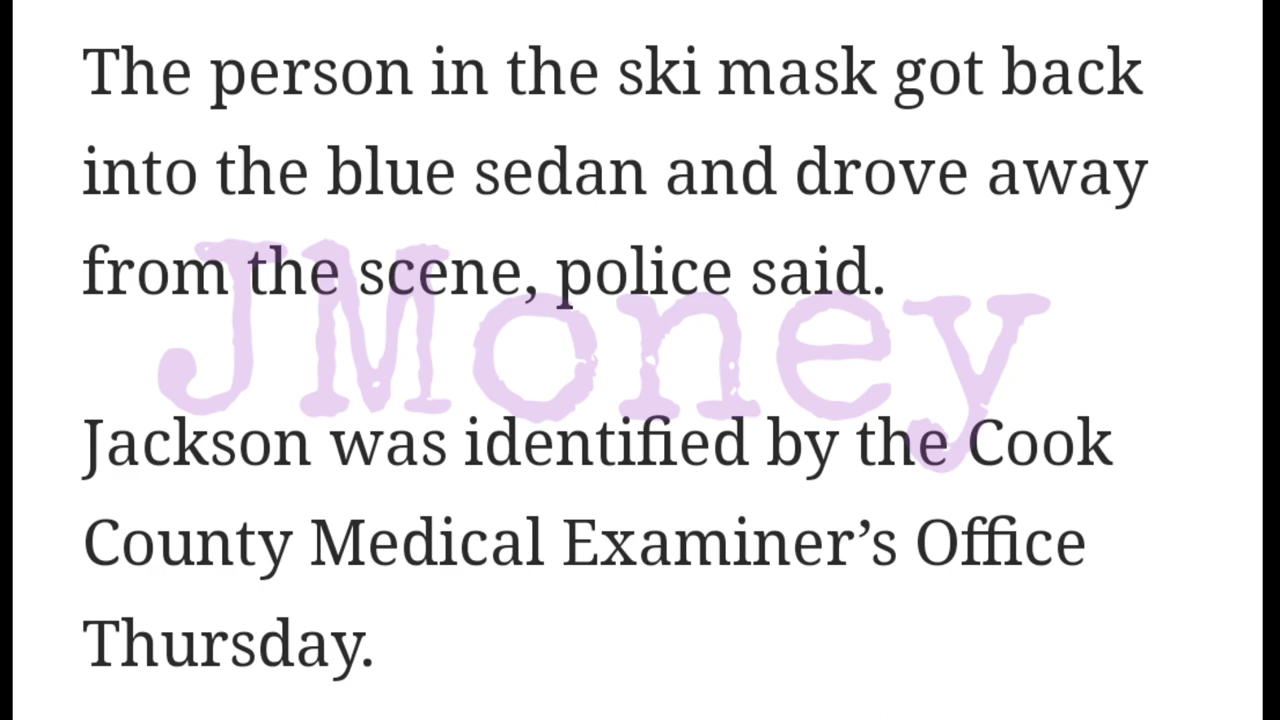 The person in the ski mask got back
into the blue sedan and drove away
from the scene, police said.
JMoney
Jackson was identified by the Cook
County Medical Examiner’s Office
Thursday.